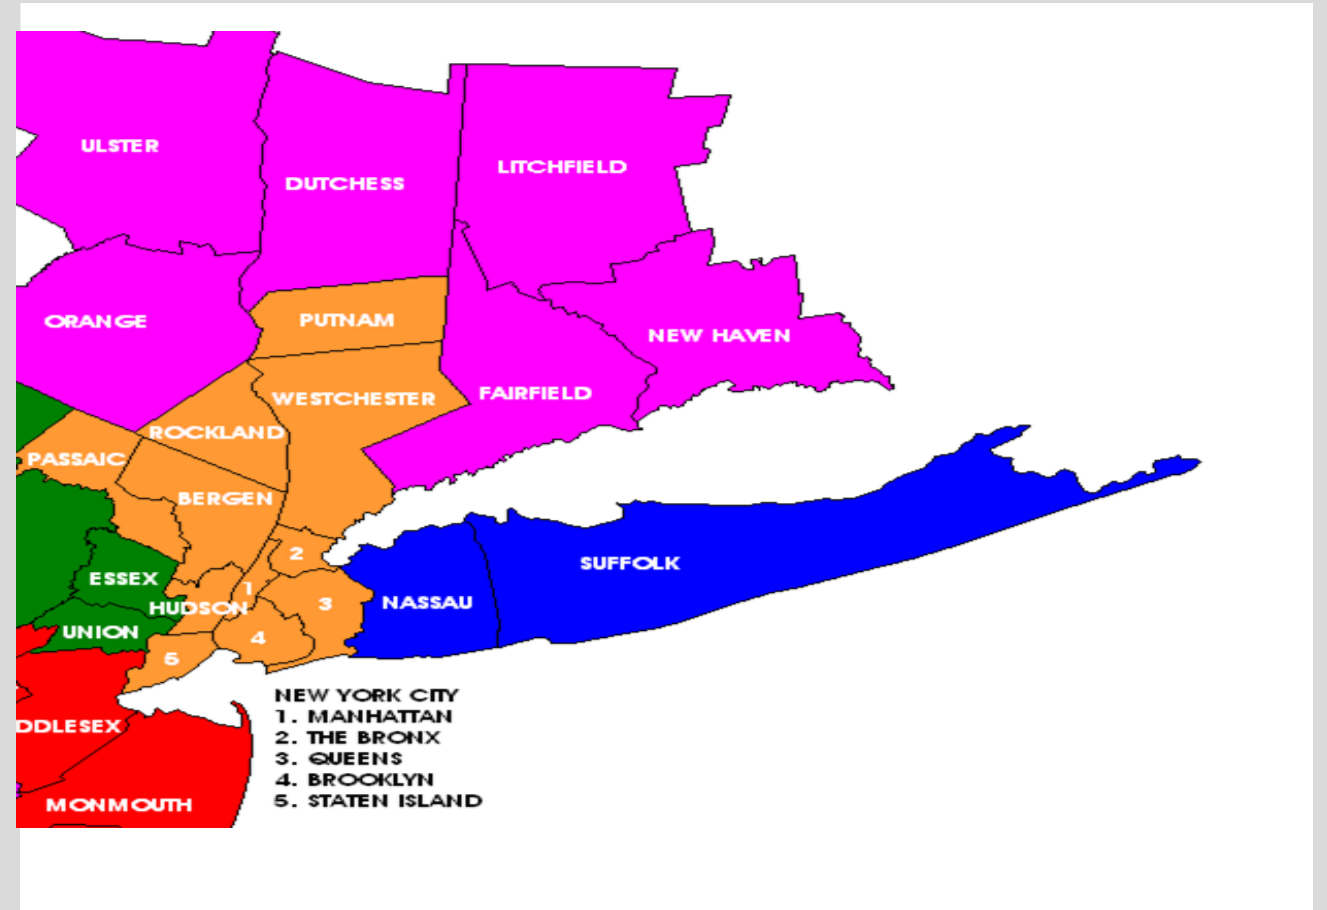 ULSTER
DUTCHESS
LITCHFIELD
ORANGE
PUTNAM
NEW HAVEN
WESTCHESTER
FAIRFIELD
ROCKLAND
PASSAIC
BERGEN
2
SUFFOLK
ESSEX
1
HUDSON
3
NASSAU
UNION
4
5
NEW YORK CITY
1. MANHATTAN
2. THE BRONX
3. QUEENS
4. BROOKLYN
5. STATEN ISLAND
DDLESEX
MONMOUTH